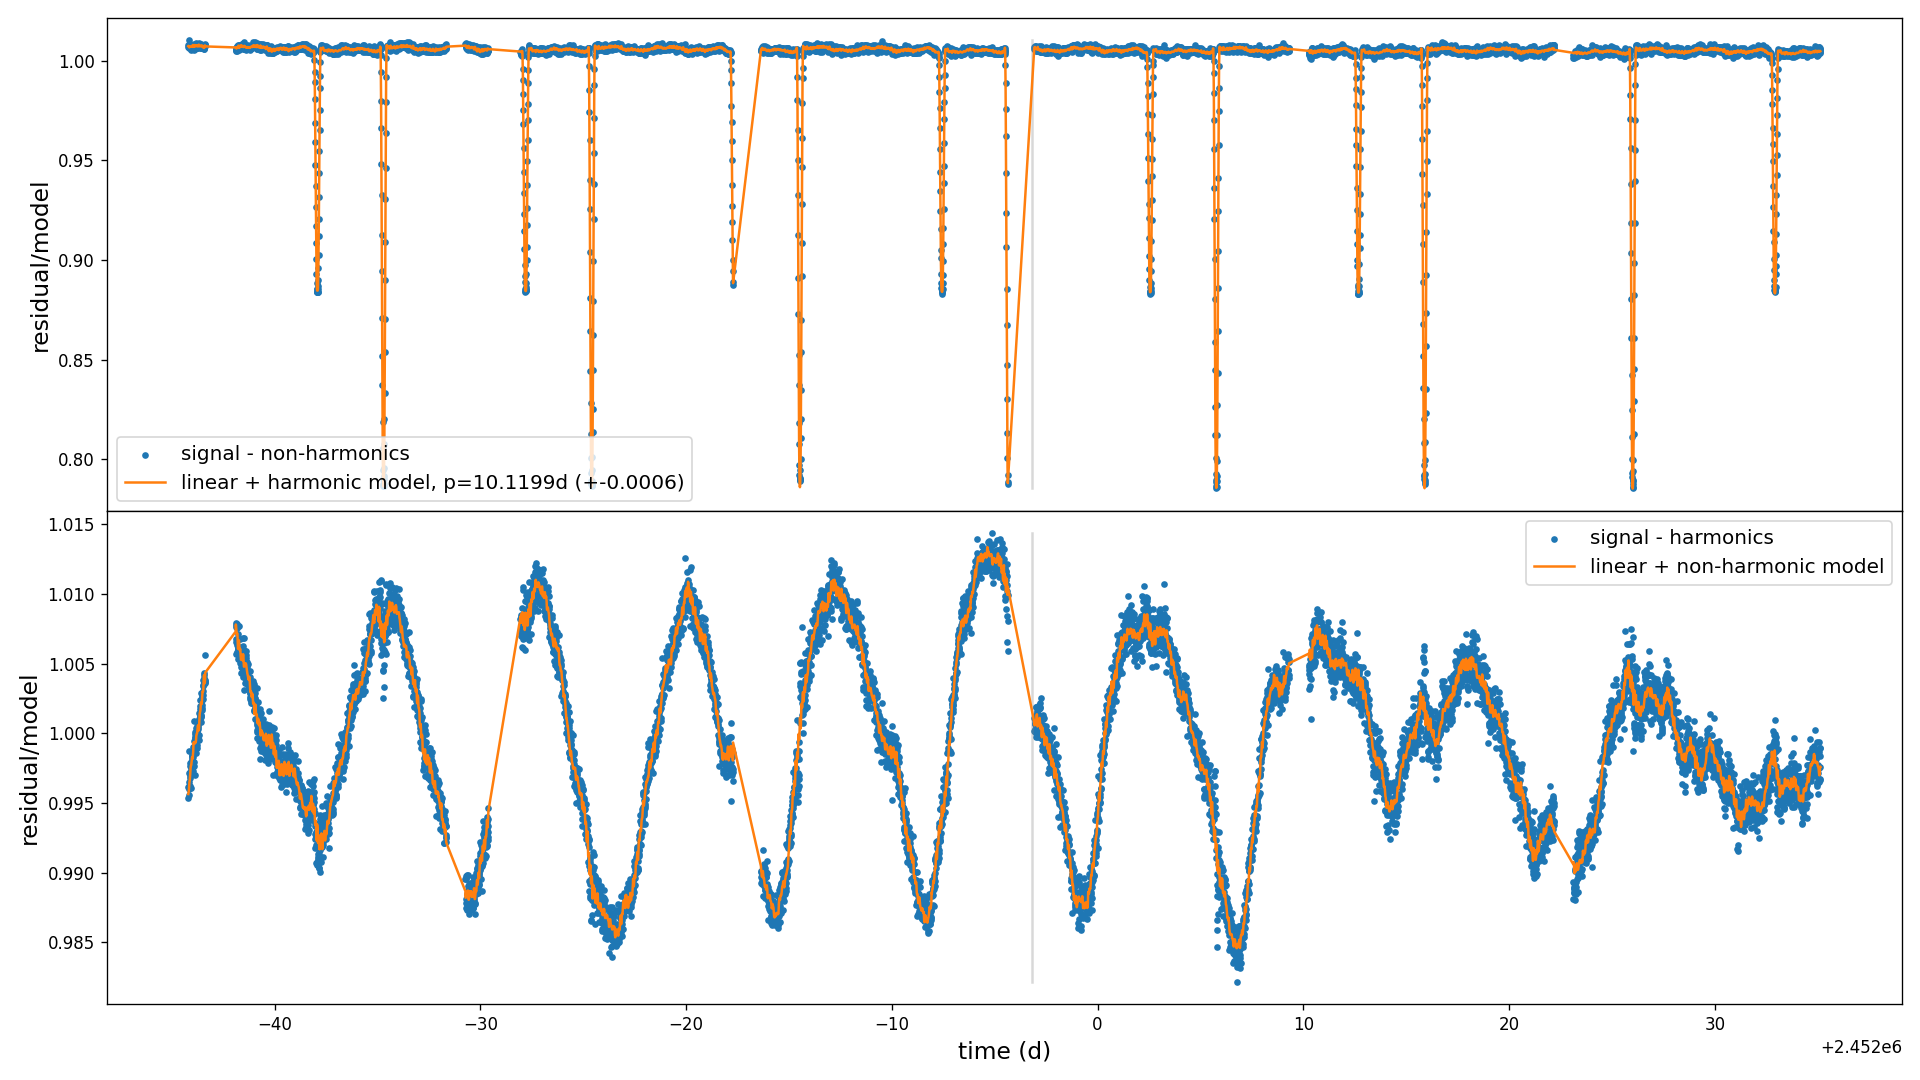 1.00
0.95
0.90
0.85
0.80
residual/model
signal - non-harmonics
linear + harmonic model, p=10.1199d (+-0.0006)
1.015
1.010
1.005
1.000
0.995
0.990
0.985
residual/model
signal - harmonics
linear + non-harmonic model
−40 −30 −20 −10 0 10 20 30
time (d)
+2.452e6